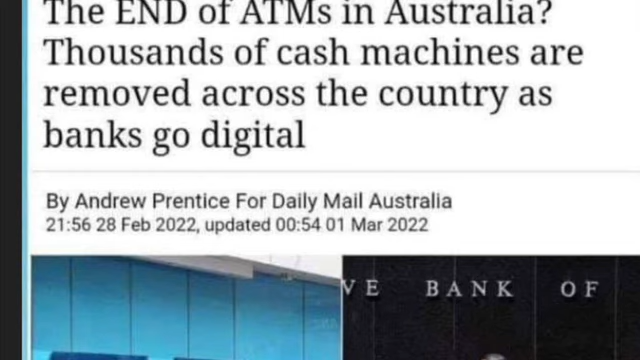 The END of ATMs in Australia?
Thousands of cash machines are
removed across the country as
banks go digital
By Andrew Prentice For Daily Mail Australia
21:56 28 Feb 2022, updated 00:54 01 Mar 2022
VE BANK OF